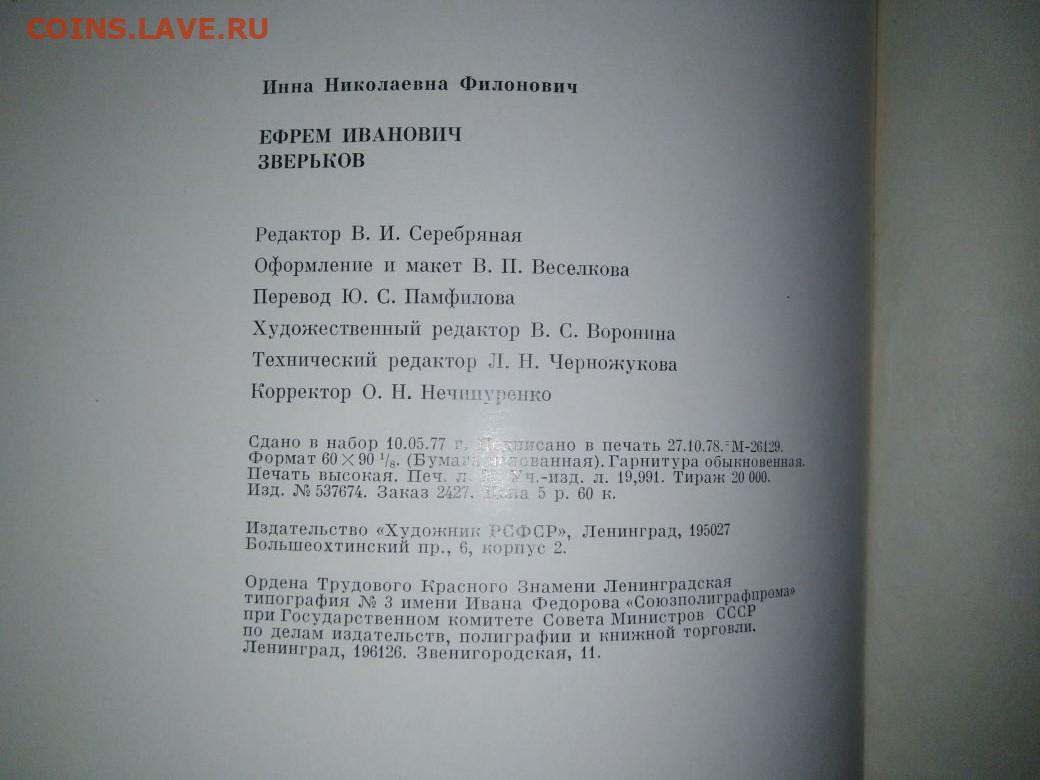 COINS.LAVE.RU
Инна Николаевна Филонович
ЕФРЕМ ИВАНОВИЧ
ЗВЕРЬКОВ
Редактор В. И. Серебряная
Оформление и макет В. П. Веселкова
Перевод Ю. С. Памфилова
Художественный редактор В. С. Воронина
Технический редактор Л. Н. Черножукова
Корректор О. Н. Нечипуренко
Сдано в набор 10.05.77 г. Подписано в печать 27.10.78. М-26129.
Формат 60×90 1/8. (Бумага мелованная). Гарнитура обыкновенная.
Печать высокая. Печ. л. Уч.-изд. л. 19,991. Тираж 20 000.
Изд. № 537674. Заказ 2427. Цена 5 р. 60 к.
Издательство «Художник РСФСР», Ленинград, 195027
Большеохтинский пр., 6, корпус 2.
Ордена Трудового Красного Знамени Ленинградская
типография № 3 имени Ивана Федорова «Союзполиграфпрома»
при Государственном комитете Совета Министров СССР
по делам издательств, полиграфии и книжной торговли.
Ленинград, 196126. Звенигородская, 11.